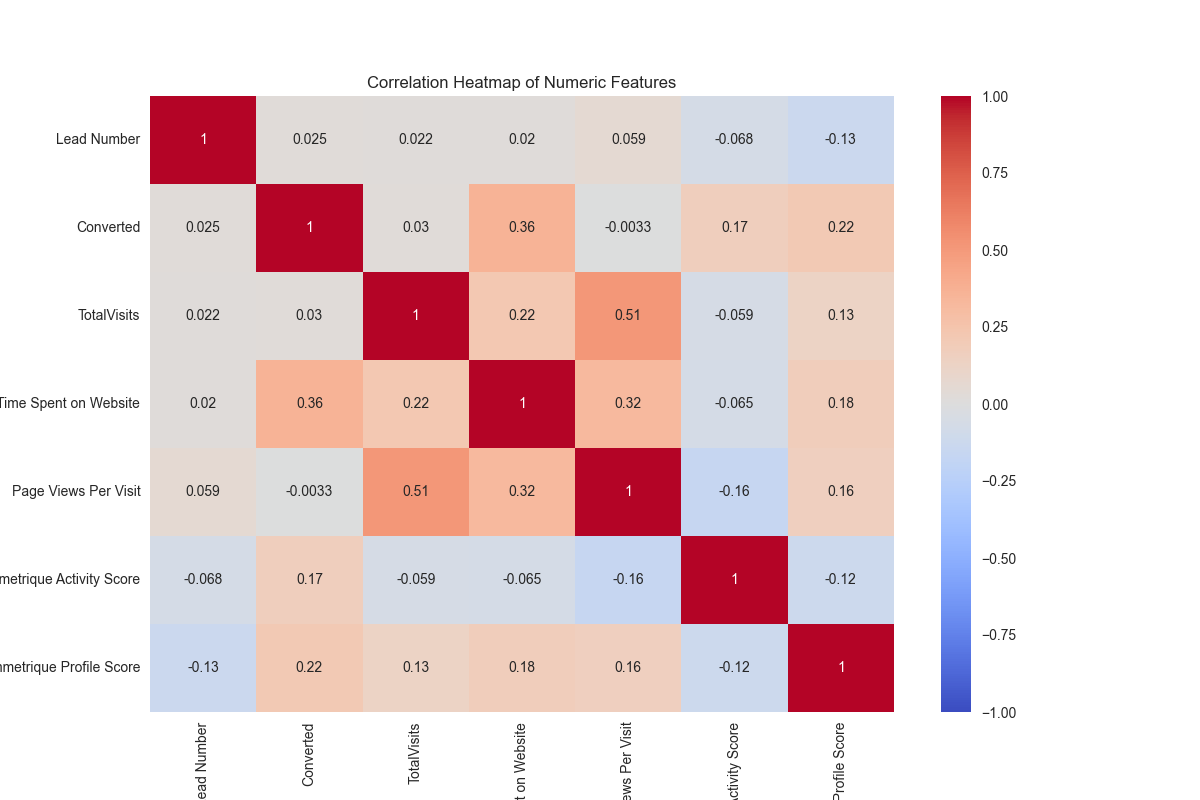 Correlation Heatmap of Numeric Features
Lead Number 1 0.025 0.022 0.02 0.059 -0.068 -0.13
Converted 0.025 1 0.03 0.36 -0.0033 0.17 0.22
TotalVisits 0.022 0.03 1 0.22 0.51 -0.059 0.13
Time Spent on Website 0.02 0.36 0.22 1 0.32 -0.065 0.18
Page Views Per Visit 0.059 -0.0033 0.51 0.32 1 -0.16 0.16
metrique Activity Score -0.068 0.17 -0.059 -0.065 -0.16 1 -0.12
mmetrique Profile Score -0.13 0.22 0.13 0.18 0.16 -0.12 1
ead Number
Converted
TotalVisits
t on Website
ews Per Visit
Activity Score
Profile Score
1.00
0.75
0.50
0.25
0.00
−0.25
−0.50
−0.75
−1.00